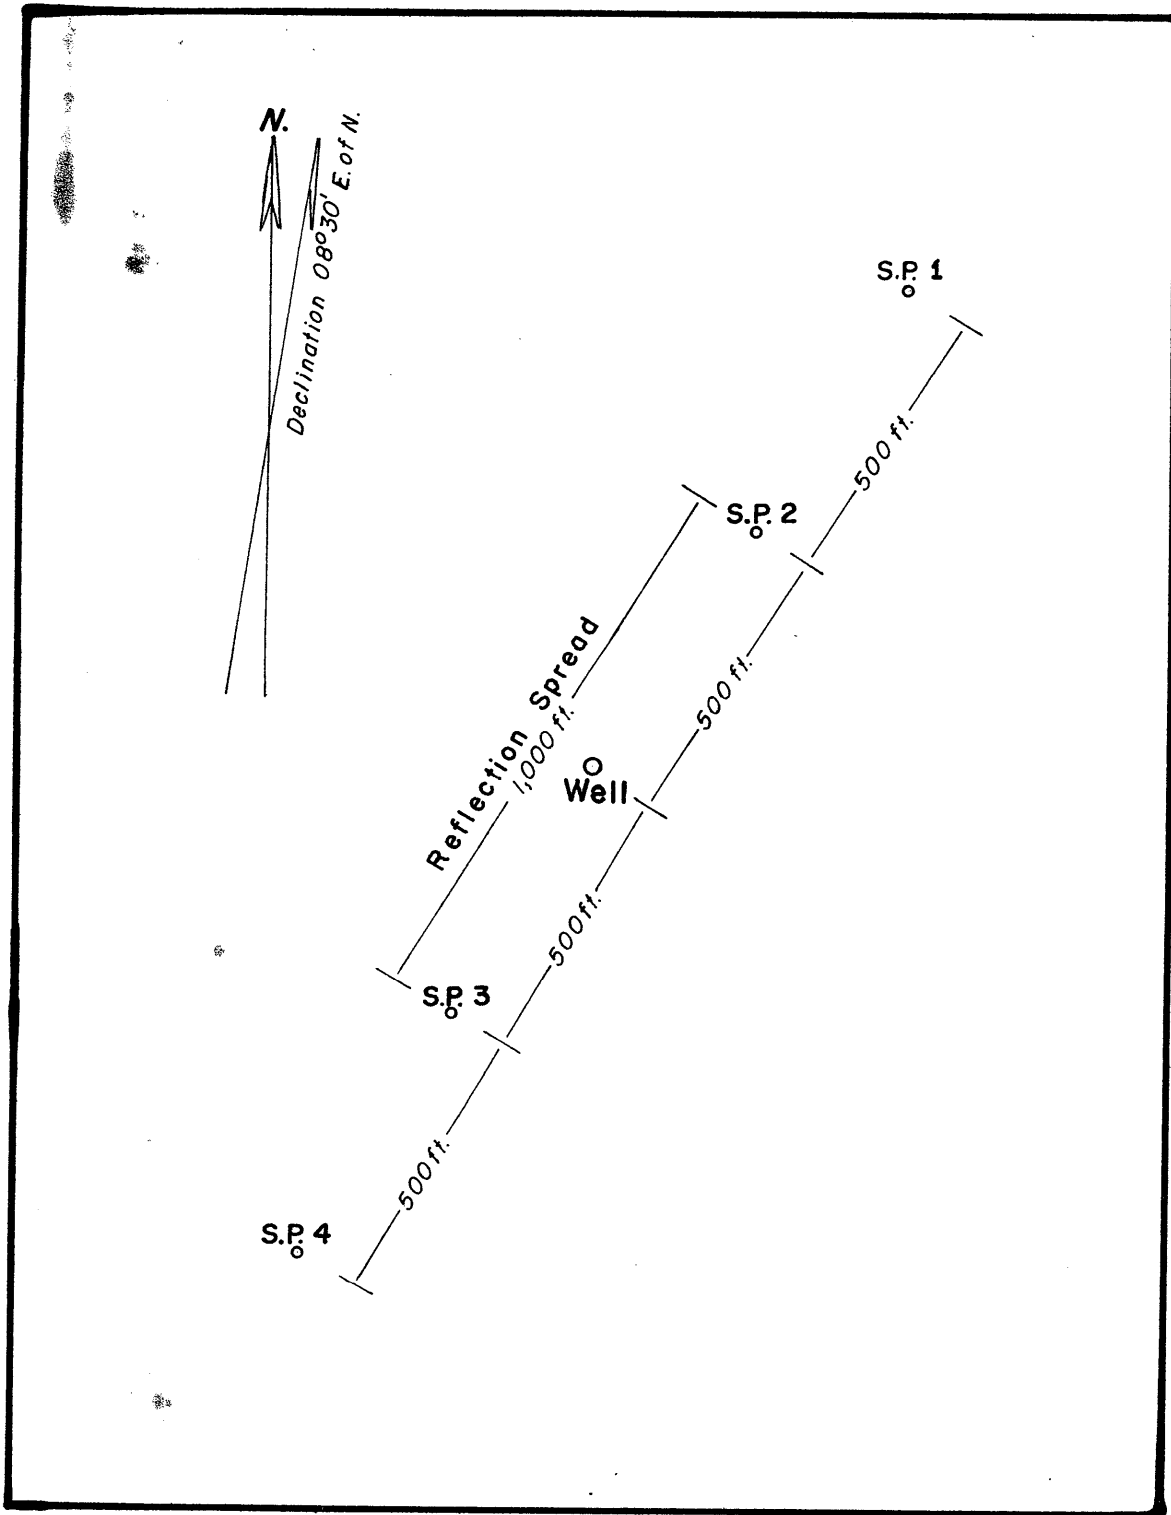 N.
Declination 08°30' E. of N.
S.P. 1
500 ft.
S.P. 2
500 ft.
Reflection Spread
1,000 ft.
Well
500 ft.
S.P. 3
500 ft.
S.P. 4